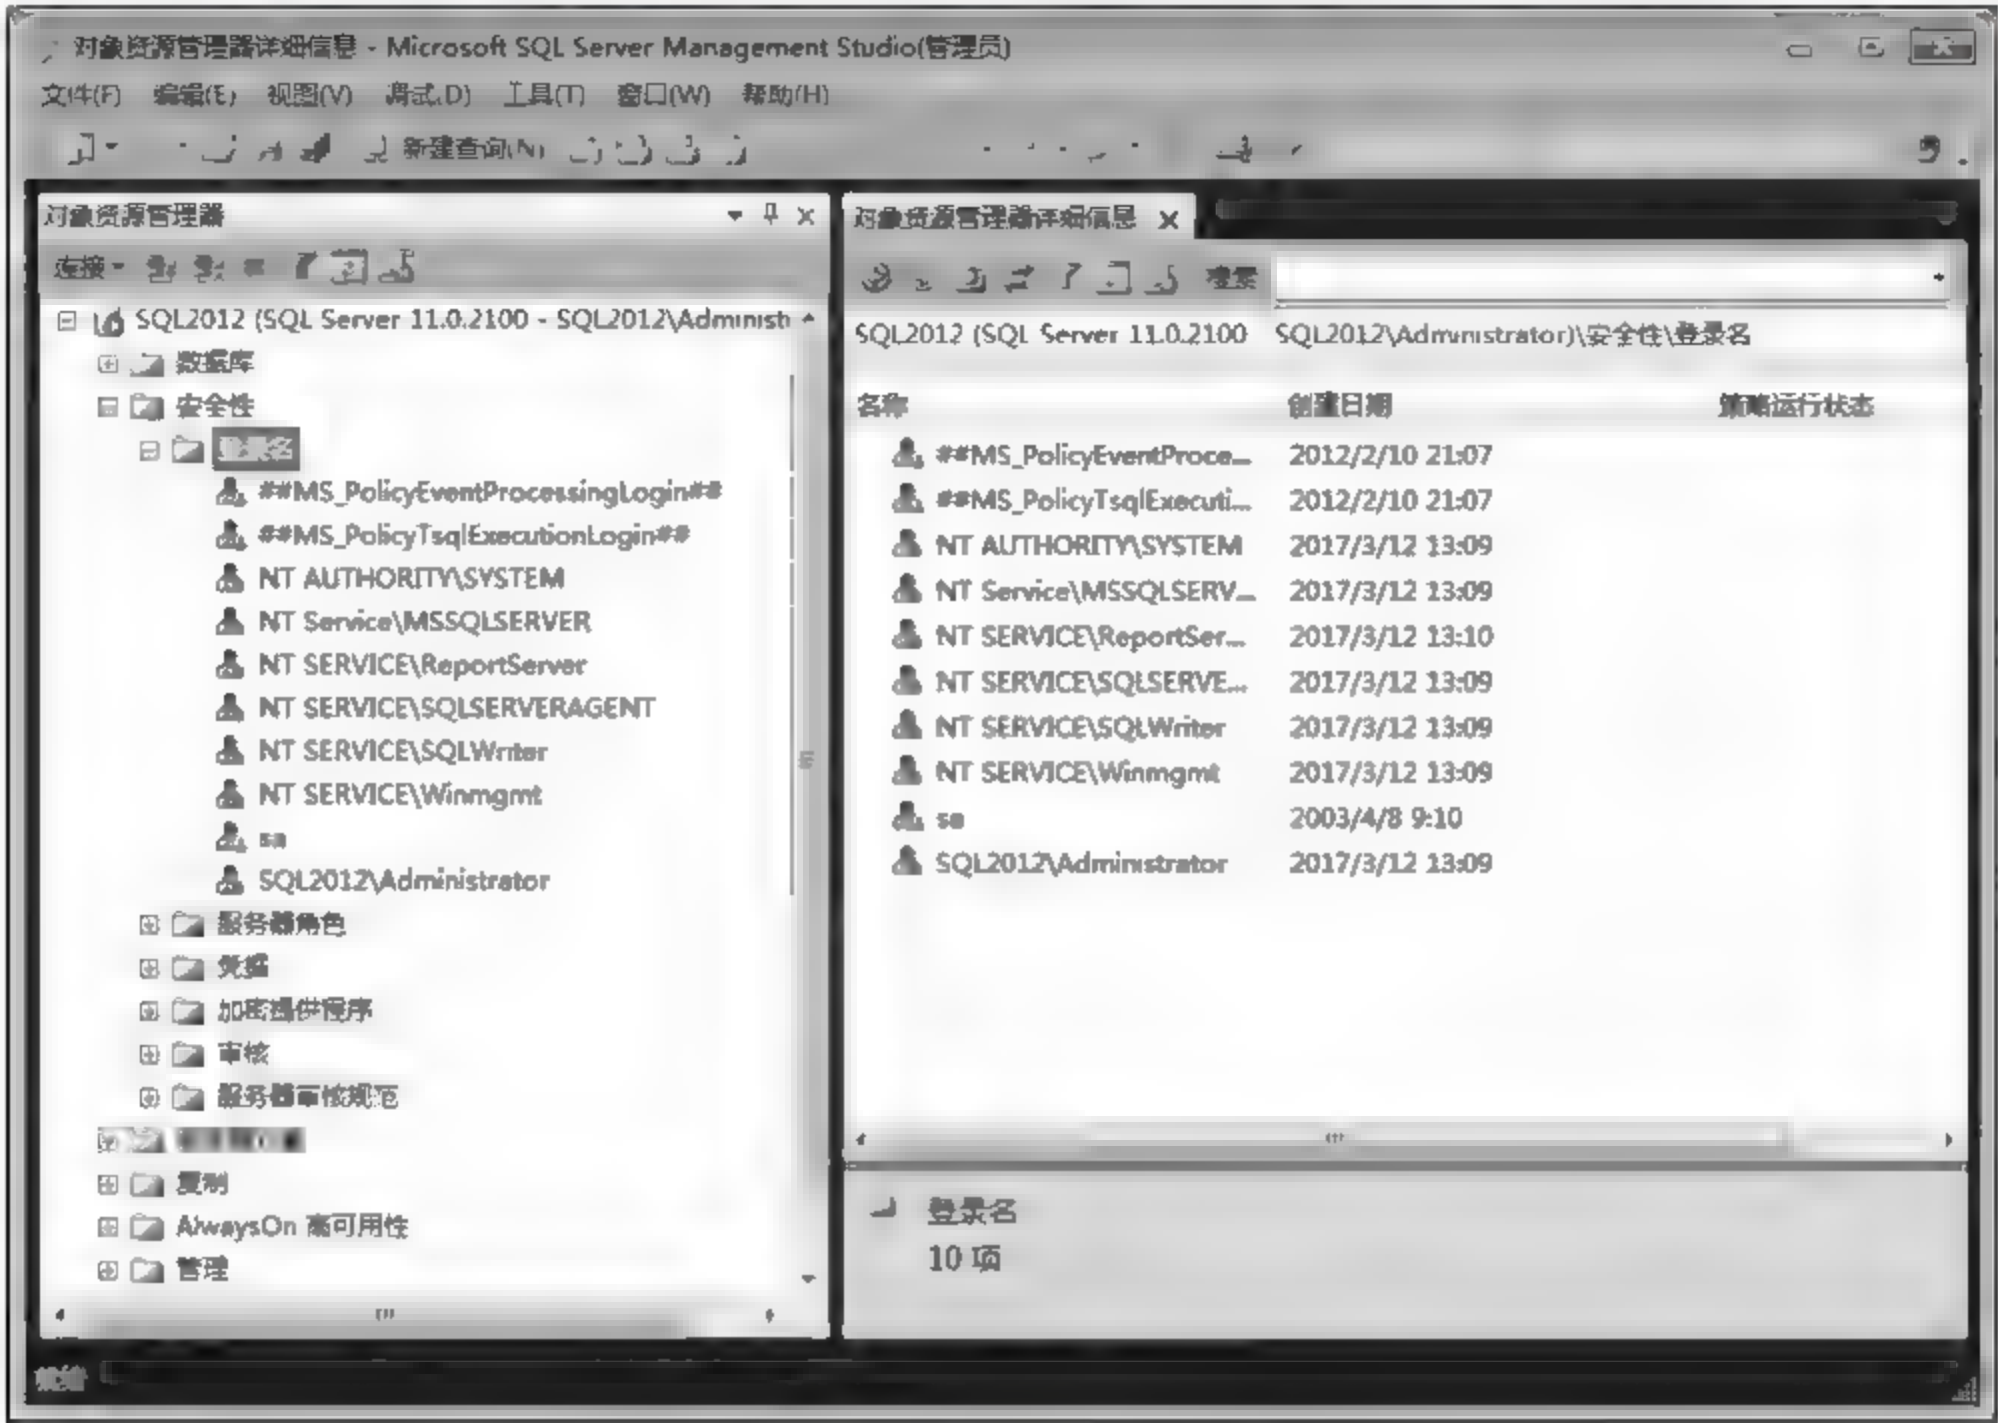 对象资源管理器详细信息 - Microsoft SQL Server Management Studio(管理员)
文件(F) 编辑(E) 视图(V) 调试(D) 工具(T) 窗口(W) 帮助(H)
新建查询(N)
对象资源管理器
连接
SQL2012 (SQL Server 11.0.2100 - SQL2012\Administ
数据库
安全性
登录名
##MS_PolicyEventProcessingLogin##
##MS_PolicyTsqlExecutionLogin##
NT AUTHORITY\SYSTEM
NT Service\MSSQLSERVER
NT SERVICE\ReportServer
NT SERVICE\SQLSERVERAGENT
NT SERVICE\SQLWriter
NT SERVICE\Winmgmt
sa
SQL2012\Administrator
服务器角色
凭据
加密提供程序
审核
服务器审核规范
复制
AlwaysOn 高可用性
管理
对象资源管理器详细信息
搜索
SQL2012 (SQL Server 11.0.2100 SQL2012\Administrator)\安全性\登录名
名称 创建日期 策略运行状态
##MS_PolicyEventProce... 2012/2/10 21:07
##MS_PolicyTsqlExecuti... 2012/2/10 21:07
NT AUTHORITY\SYSTEM 2017/3/12 13:09
NT Service\MSSQLSERV... 2017/3/12 13:09
NT SERVICE\ReportSer... 2017/3/12 13:10
NT SERVICE\SQLSERVE... 2017/3/12 13:09
NT SERVICE\SQLWriter 2017/3/12 13:09
NT SERVICE\Winmgmt 2017/3/12 13:09
sa 2003/4/8 9:10
SQL2012\Administrator 2017/3/12 13:09
登录名
10 项